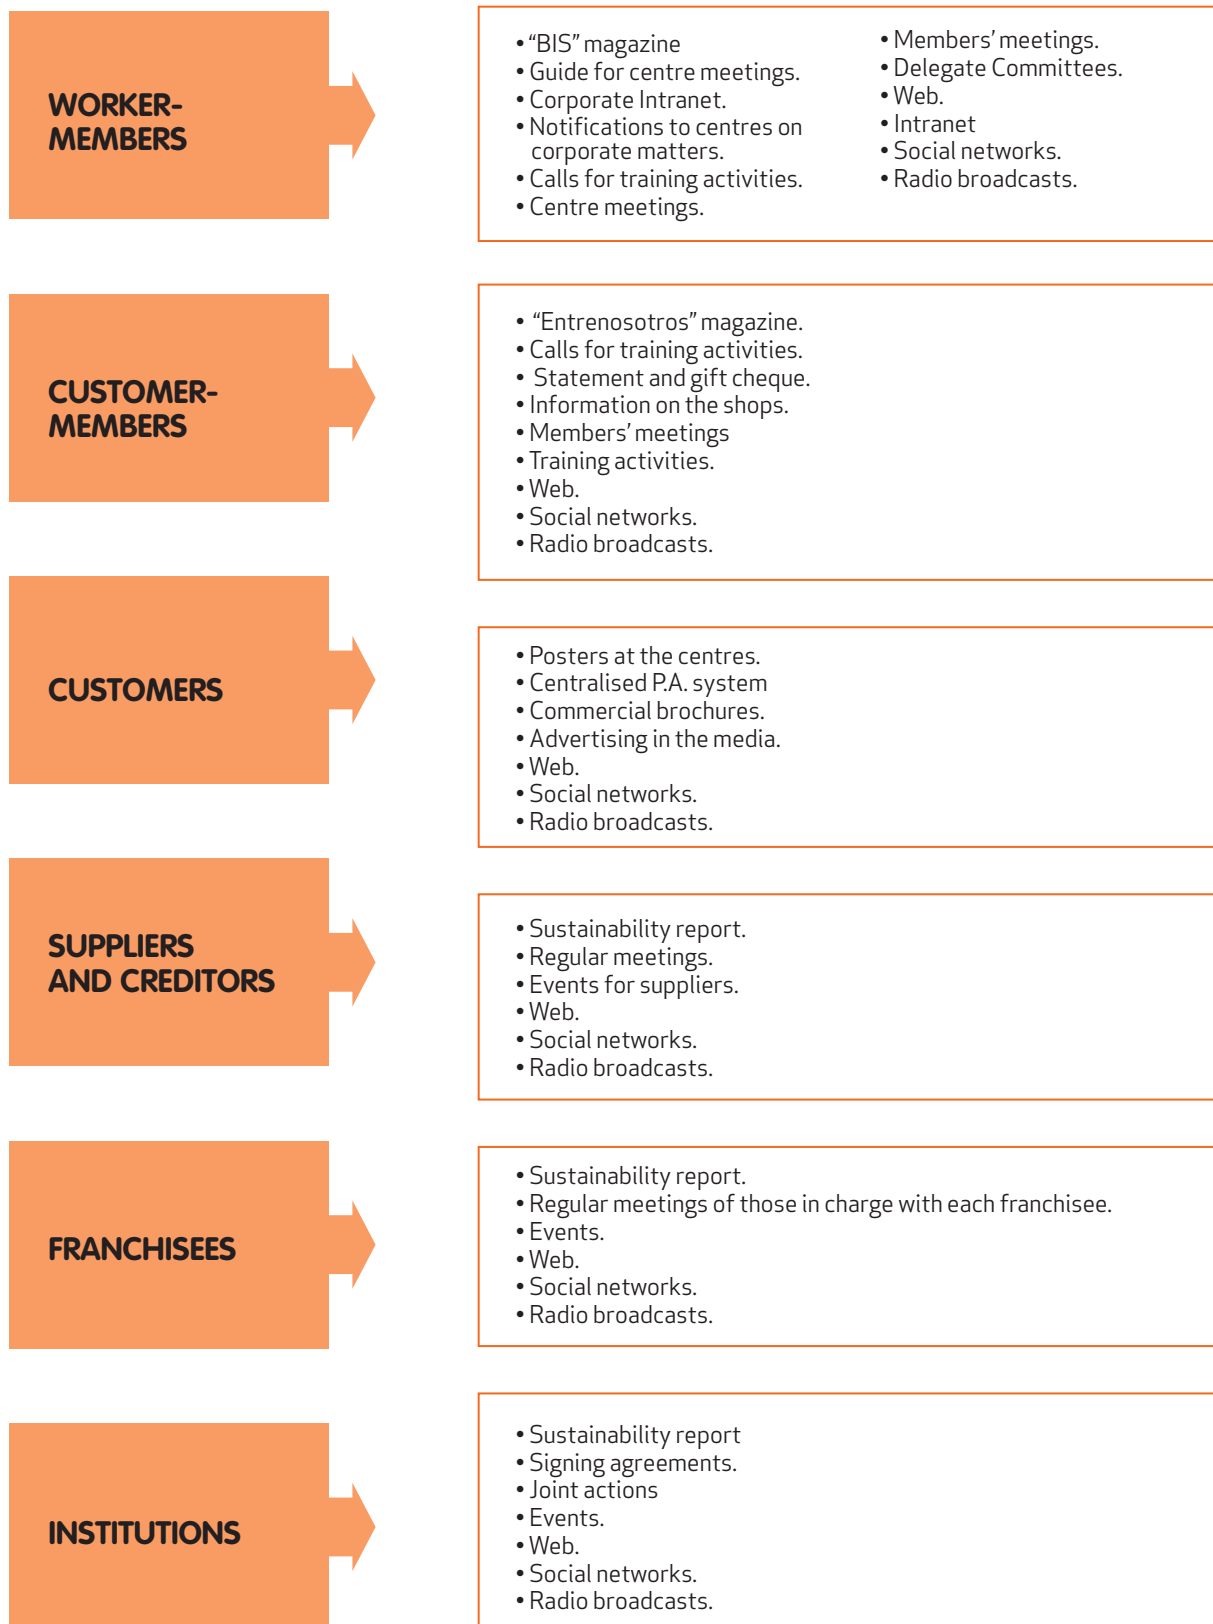 WORKER-
MEMBERS
• “BIS” magazine
• Guide for centre meetings.
• Corporate Intranet.
• Notifications to centres on
corporate matters.
• Calls for training activities.
• Centre meetings.
• Members’ meetings.
• Delegate Committees.
• Web.
• Intranet
• Social networks.
• Radio broadcasts.
CUSTOMER-
MEMBERS
• “Entrenosotros” magazine.
• Calls for training activities.
• Statement and gift cheque.
• Information on the shops.
• Members’ meetings
• Training activities.
• Web.
• Social networks.
• Radio broadcasts.
CUSTOMERS
• Posters at the centres.
• Centralised P.A. system
• Commercial brochures.
• Advertising in the media.
• Web.
• Social networks.
• Radio broadcasts.
SUPPLIERS
AND CREDITORS
• Sustainability report.
• Regular meetings.
• Events for suppliers.
• Web.
• Social networks.
• Radio broadcasts.
FRANCHISEES
• Sustainability report.
• Regular meetings of those in charge with each franchisee.
• Events.
• Web.
• Social networks.
• Radio broadcasts.
INSTITUTIONS
• Sustainability report
• Signing agreements.
• Joint actions
• Events.
• Web.
• Social networks.
• Radio broadcasts.